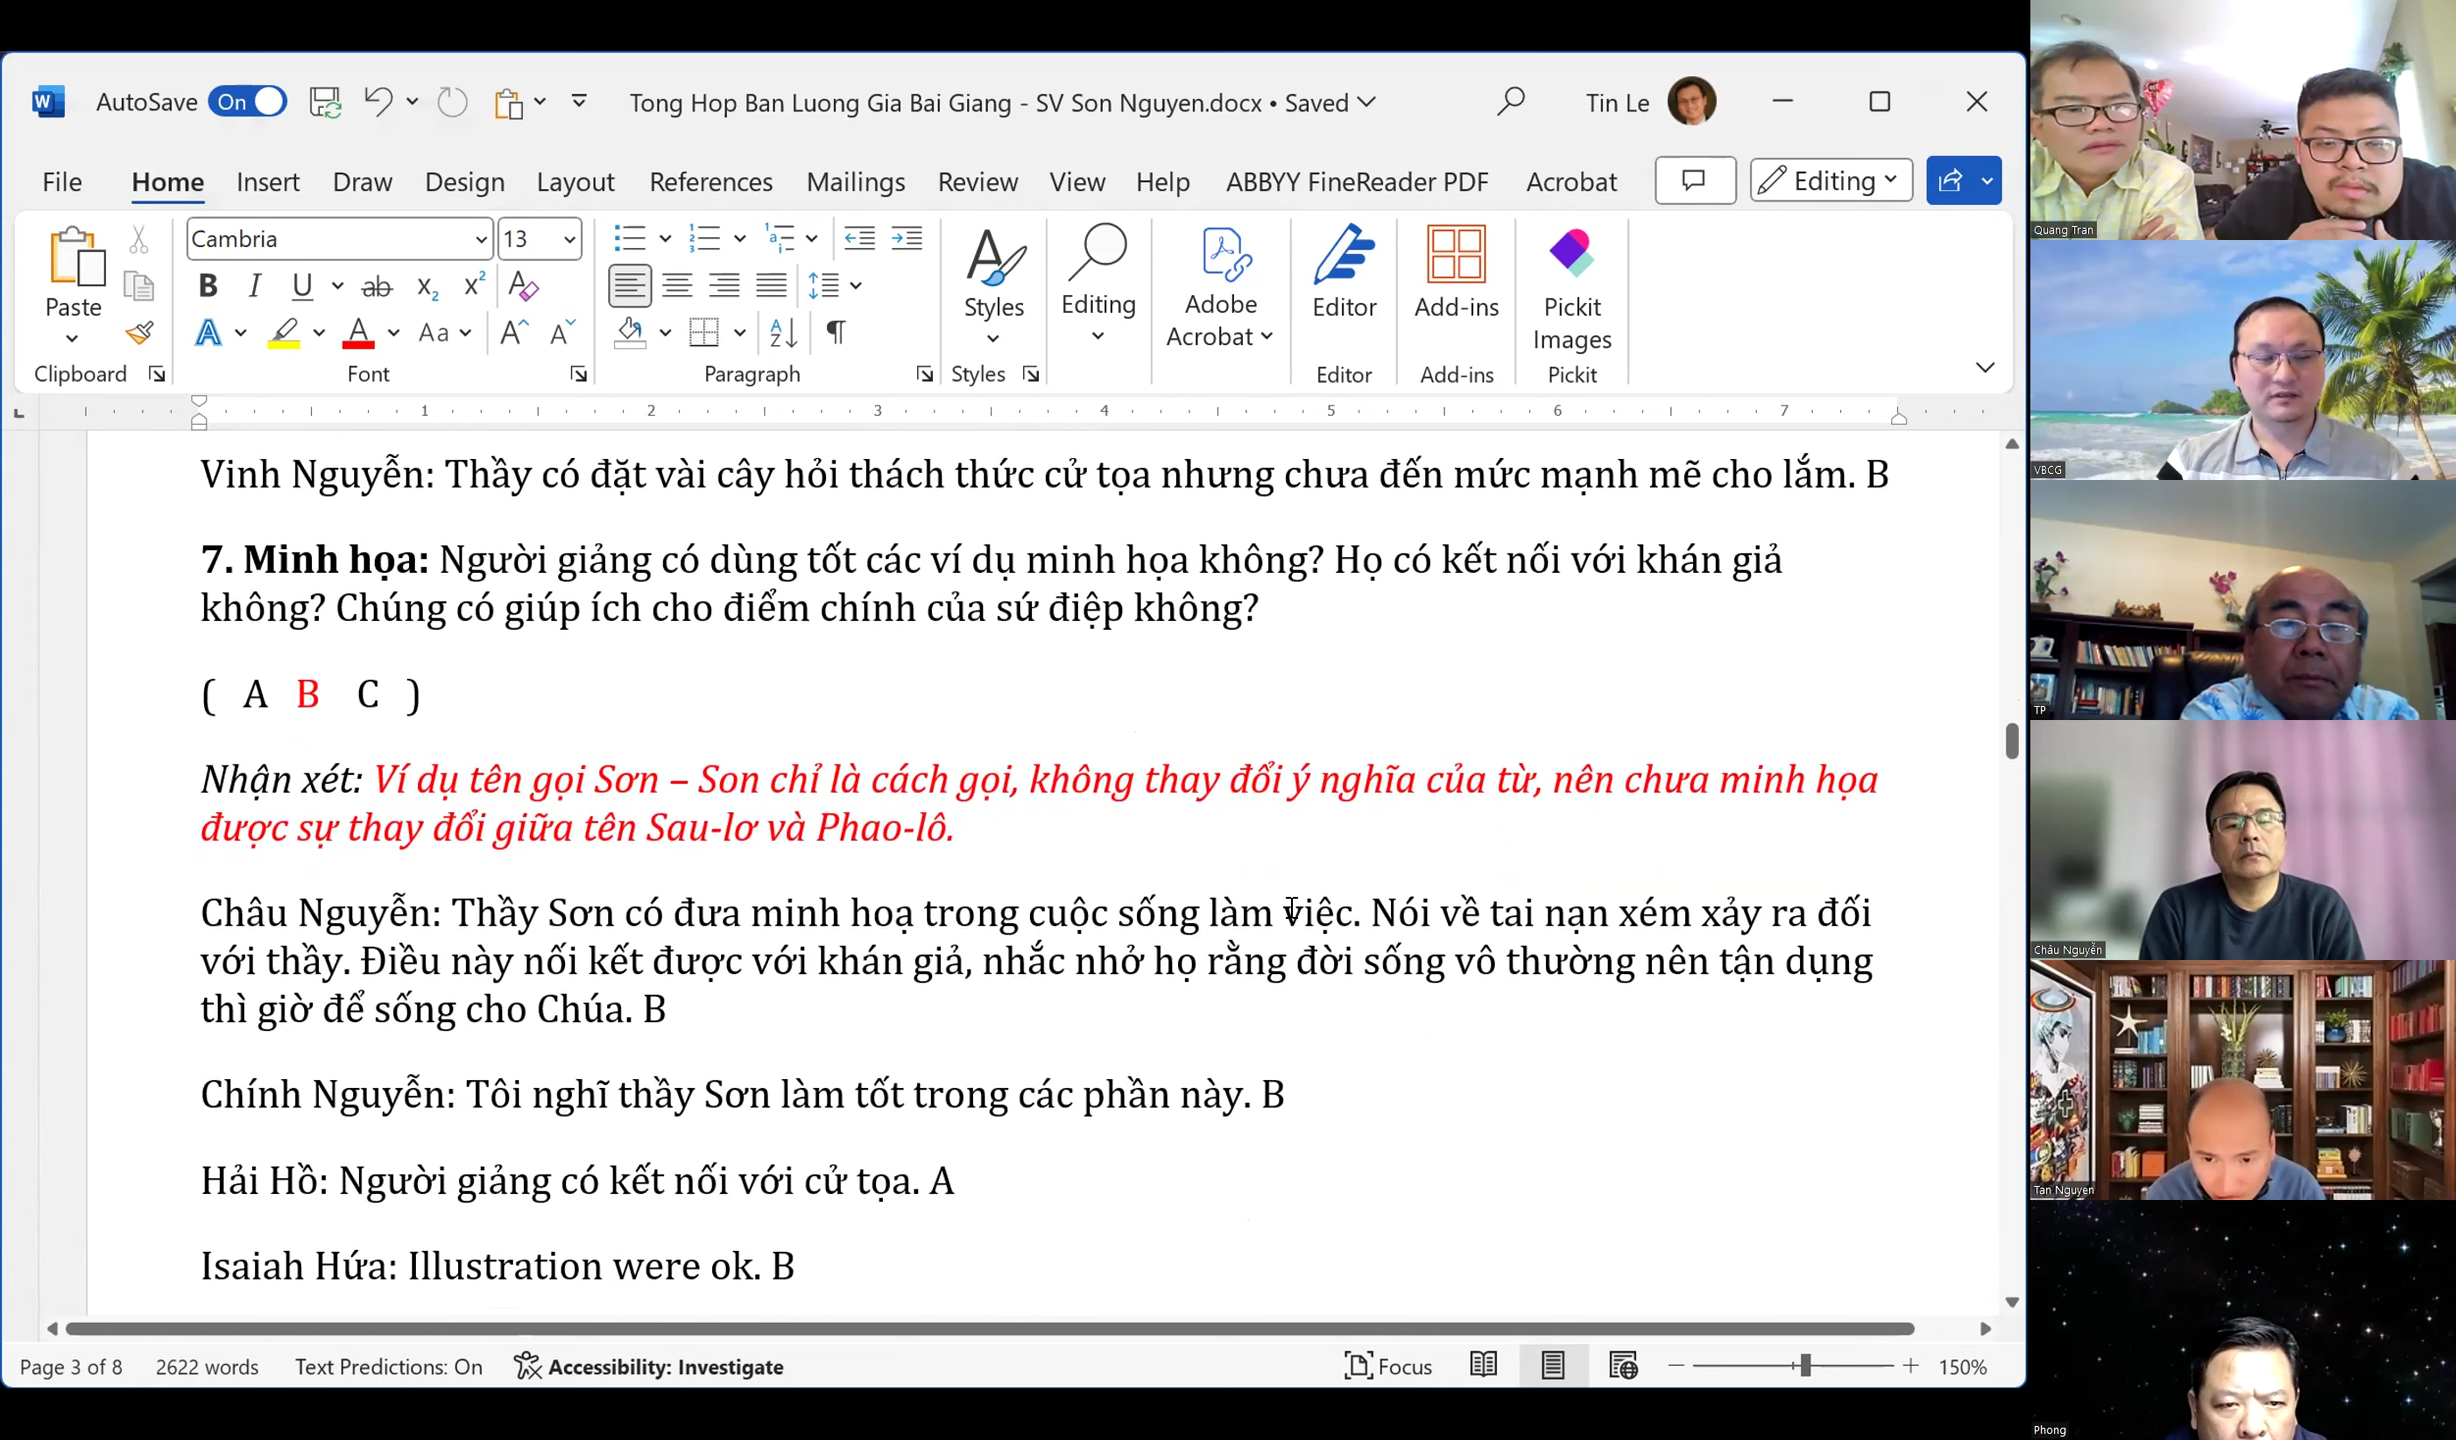 AutoSave On Tong Hop Ban Luong Gia Bai Giang - SV Son Nguyen.docx • Saved Tin Le
File Home Insert Draw Design Layout References Mailings Review View Help ABBYY FineReader PDF Acrobat Editing
Paste
Clipboard
Cambria 13
Font
Paragraph
Styles
Styles
Editing
Adobe
Acrobat
Editor
Editor
Add-ins
Add-ins
Pickit
Images
Pickit
1 2 3 4 5 6 7
Vinh Nguyễn: Thầy có đặt vài cây hỏi thách thức cử tọa nhưng chưa đến mức mạnh mẽ cho lắm. B
7. Minh họa: Người giảng có dùng tốt các ví dụ minh họa không? Họ có kết nối với khán giả
không? Chúng có giúp ích cho điểm chính của sứ điệp không?
( A B C )
Nhận xét: Ví dụ tên gọi Sơn – Son chỉ là cách gọi, không thay đổi ý nghĩa của từ, nên chưa minh họa
được sự thay đổi giữa tên Sau-lơ và Phao-lô.
Châu Nguyễn: Thầy Sơn có đưa minh hoạ trong cuộc sống làm việc. Nói về tai nạn xém xảy ra đối
với thầy. Điều này nối kết được với khán giả, nhắc nhở họ rằng đời sống vô thường nên tận dụng
thì giờ để sống cho Chúa. B
Chính Nguyễn: Tôi nghĩ thầy Sơn làm tốt trong các phần này. B
Hải Hồ: Người giảng có kết nối với cử tọa. A
Isaiah Hứa: Illustration were ok. B
Page 3 of 8 2622 words Text Predictions: On Accessibility: Investigate Focus 150%
Quang Tran
VBCG
TP
Châu Nguyễn
Tan Nguyen
Phong